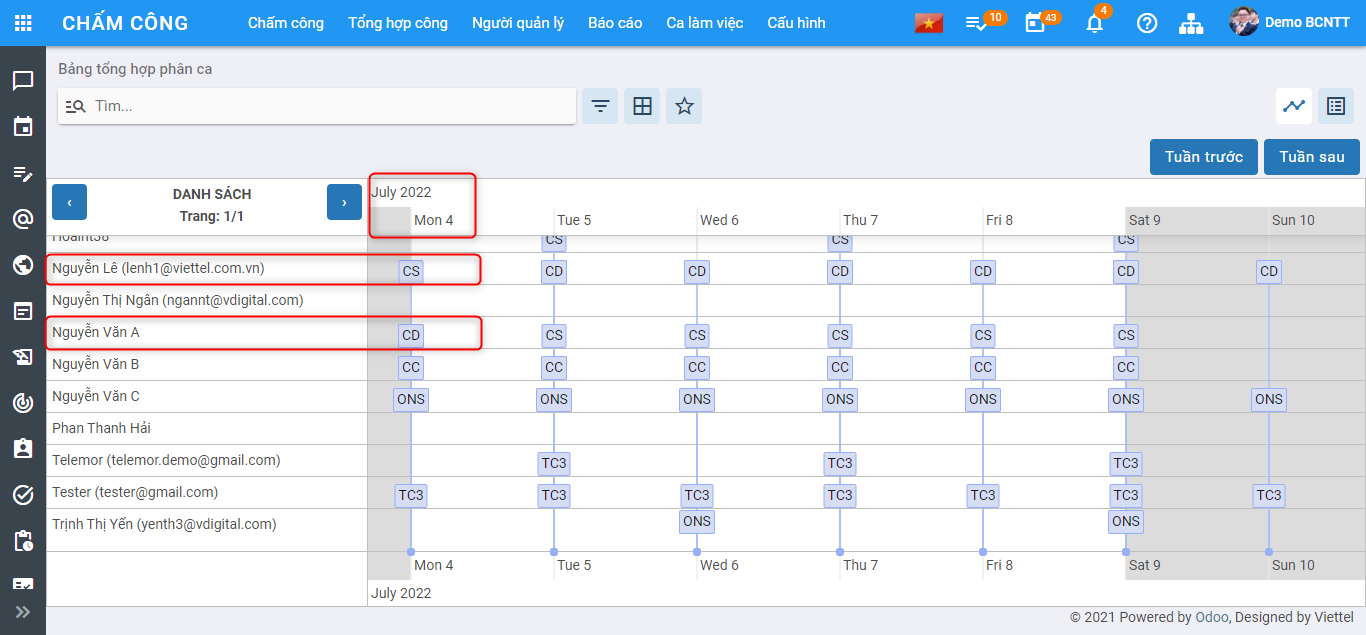 CHẤM CÔNG Chấm công Tổng hợp công Người quản lý Báo cáo Ca làm việc Cấu hình 10 43 4 Demo BCNTT
Bảng tổng hợp phân ca
Tìm...
Tuần trước Tuần sau
DANH SÁCH
Trang: 1/1
July 2022
Mon 4 Tue 5 Wed 6 Thu 7 Fri 8 Sat 9 Sun 10
CS CS CS
Nguyễn Lê (lenh1@viettel.com.vn) CS CD CD CD CD CD CD
Nguyễn Thị Ngân (ngannt@vdigital.com)
Nguyễn Văn A CD CS CS CS CS CS
Nguyễn Văn B CC CC CC CC CC CC
Nguyễn Văn C ONS ONS ONS ONS ONS ONS ONS
Phan Thanh Hải
Telemor (telemor.demo@gmail.com) TC3 TC3 TC3
Tester (tester@gmail.com) TC3 TC3 TC3 TC3 TC3 TC3 TC3
Trịnh Thị Yến (yenth3@vdigital.com) ONS ONS
Mon 4 Tue 5 Wed 6 Thu 7 Fri 8 Sat 9 Sun 10
July 2022
© 2021 Powered by Odoo, Designed by Viettel